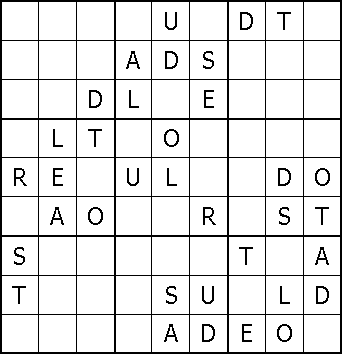 U D T
A D S
D L E
L T O
R E U L D O
A O R S T
S T A
T S U L D
A D E O